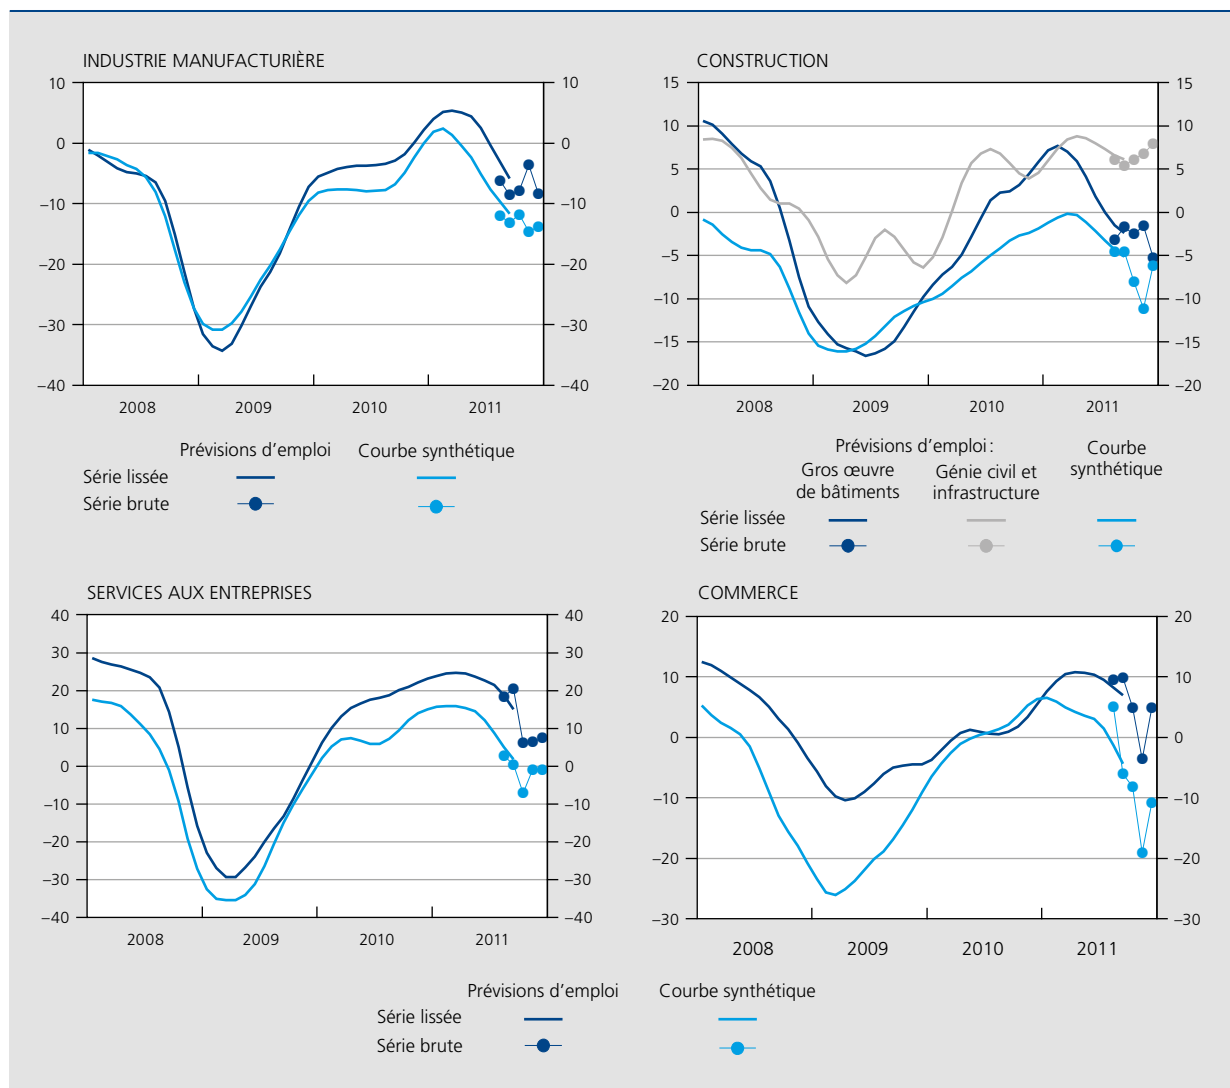 INDUSTRIE MANUFACTURIÈRE
10 10
0 0
–10 –10
–20 –20
–30 –30
–40 –40
2008 2009 2010 2011
Prévisions d’emploi Courbe synthétique
Série lissée
Série brute
CONSTRUCTION
15 15
10 10
5 5
0 0
–5 –5
–10 –10
–15 –15
–20 –20
2008 2009 2010 2011
Prévisions d’emploi : Courbe
Gros œuvre Génie civil et synthétique
de bâtiments infrastructure
Série lissée
Série brute
SERVICES AUX ENTREPRISES
40 40
30 30
20 20
10 10
0 0
–10 –10
–20 –20
–30 –30
–40 –40
2008 2009 2010 2011
COMMERCE
20 20
10 10
0 0
–10 –10
–20 –20
–30 –30
2008 2009 2010 2011
Prévisions d’emploi Courbe synthétique
Série lissée
Série brute